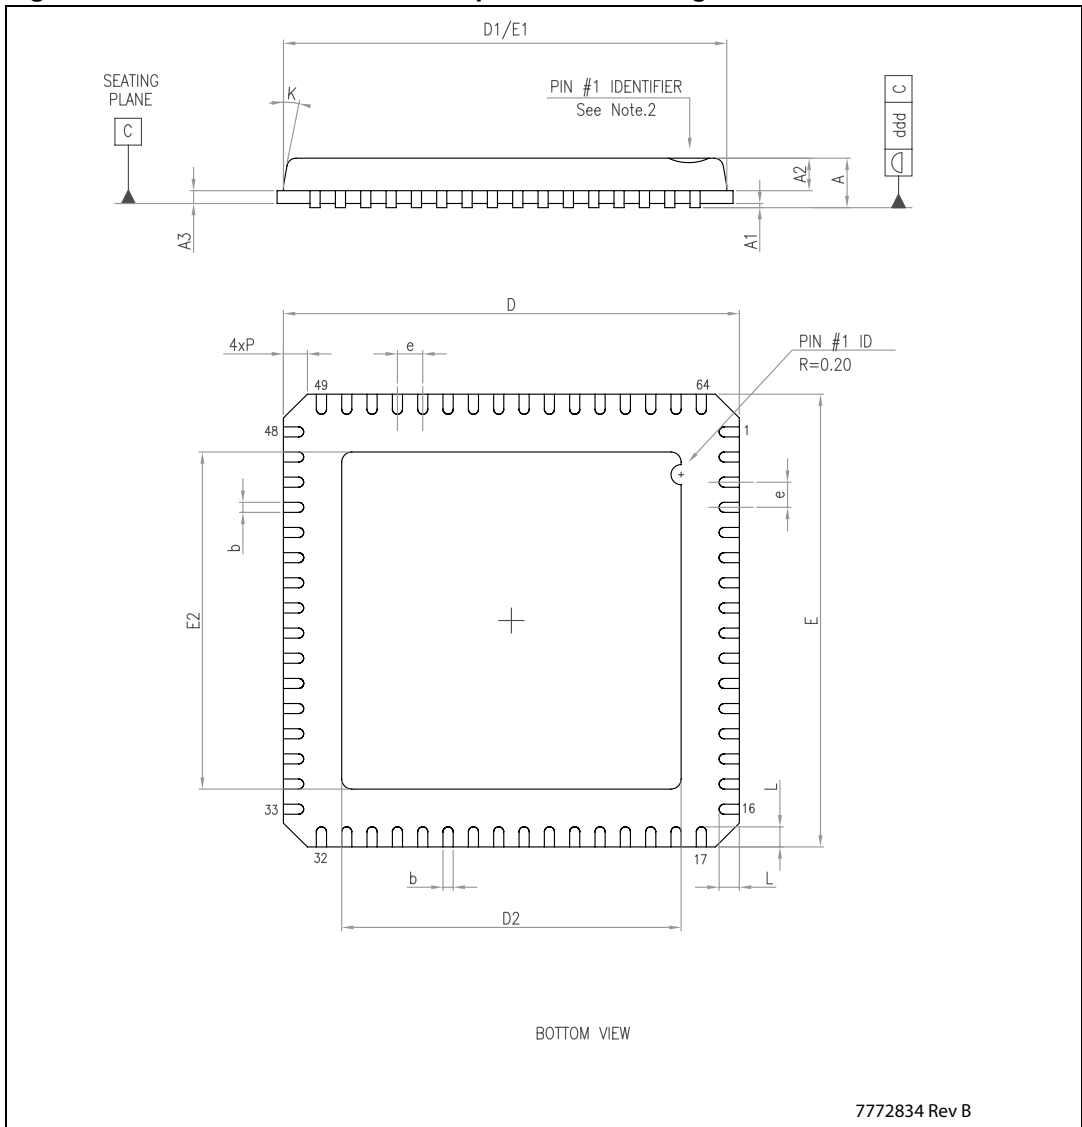 D1/E1
SEATING
PLANE
C
K
PIN #1 IDENTIFIER
See Note.2
ddd C
A2
A
A3
A1
D
4xP
e
PIN #1 ID
R=0.20
49
64
48
1
e
b
E2
E
L
33
16
32
17
b
L
D2
BOTTOM VIEW
7772834 Rev B